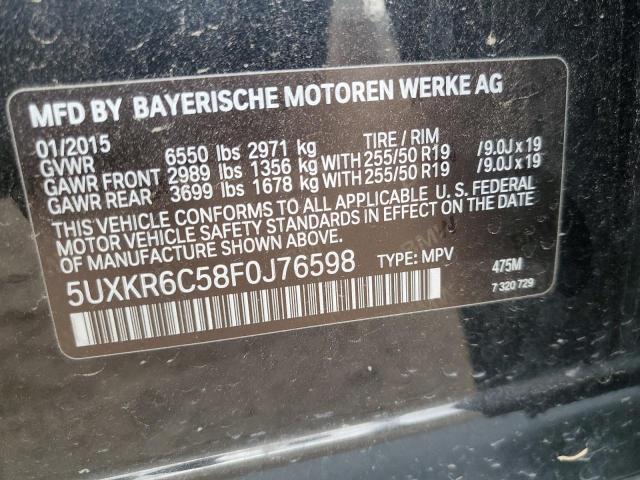 MFD BY BAYERISCHE MOTOREN WERKE AG
01/2015 TIRE / RIM
GVWR 6550 lbs 2971 kg
GAWR FRONT 2989 lbs 1356 kg WITH 255/50 R19 /9.0J x 19
GAWR REAR 3699 lbs 1678 kg WITH 255/50 R19 /9.0J x 19
THIS VEHICLE CONFORMS TO ALL APPLICABLE U.S. FEDERAL
MOTOR VEHICLE SAFETY STANDARDS IN EFFECT ON THE DATE
OF MANUFACTURE SHOWN ABOVE.
5UXKR6C58F0J76598 TYPE: MPV 475M
7 320 729
BMW